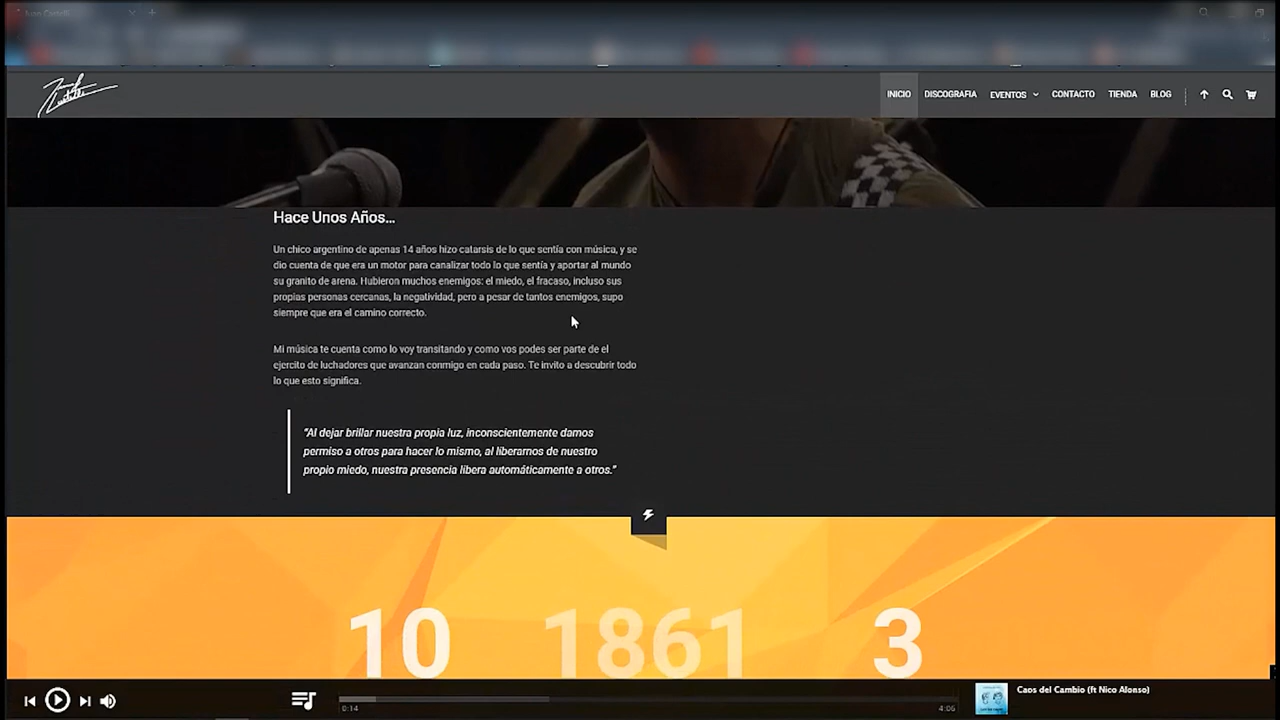 INICIO DISCOGRAFIA EVENTOS CONTACTO TIENDA BLOG
Hace Unos Años...
Un chico argentino de apenas 14 años hizo catarsis de lo que sentía con música, y se
dio cuenta de que era un motor para canalizar todo lo que sentía y aportar al mundo
su granito de arena. Hubieron muchos enemigos: el miedo, el fracaso, incluso sus
propias personas cercanas, la negatividad, pero a pesar de tantos enemigos, supo
siempre que era el camino correcto.
Mi música te cuenta como lo voy transitando y como vos podes ser parte de el
ejercito de luchadores que avanzan conmigo en cada paso. Te invito a descubrir todo
lo que esto significa.
“Al dejar brillar nuestra propia luz, inconscientemente damos
permiso a otros para hacer lo mismo, al liberarnos de nuestro
propio miedo, nuestra presencia libera automáticamente a otros.”
10 1861 3
Caos del Cambio (ft Nico Alonso)
0:14 4:06